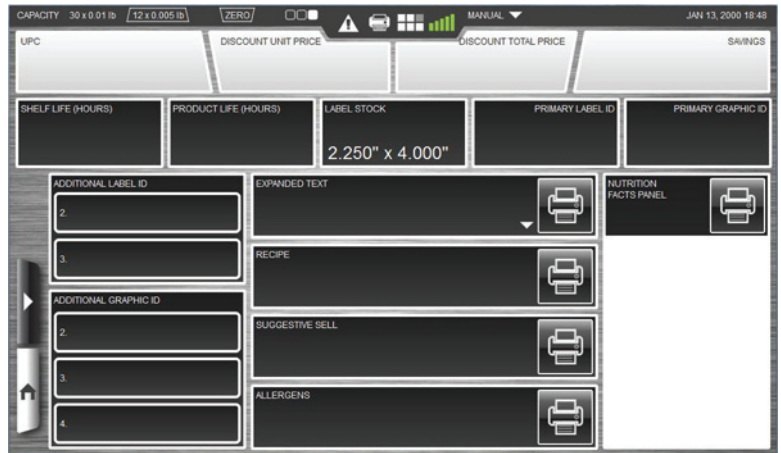 CAPACITY 30 x 0.01 lb 12 x 0.005 lb ZERO MANUAL JAN 13, 2000 18:48
UPC DISCOUNT UNIT PRICE DISCOUNT TOTAL PRICE SAVINGS
SHELF LIFE (HOURS) PRODUCT LIFE (HOURS) LABEL STOCK PRIMARY LABEL ID PRIMARY GRAPHIC ID
2.250" x 4.000"
ADDITIONAL LABEL ID
2.
3.
ADDITIONAL GRAPHIC ID
2.
3.
4.
EXPANDED TEXT
RECIPE
SUGGESTIVE SELL
ALLERGENS
NUTRITION
FACTS PANEL